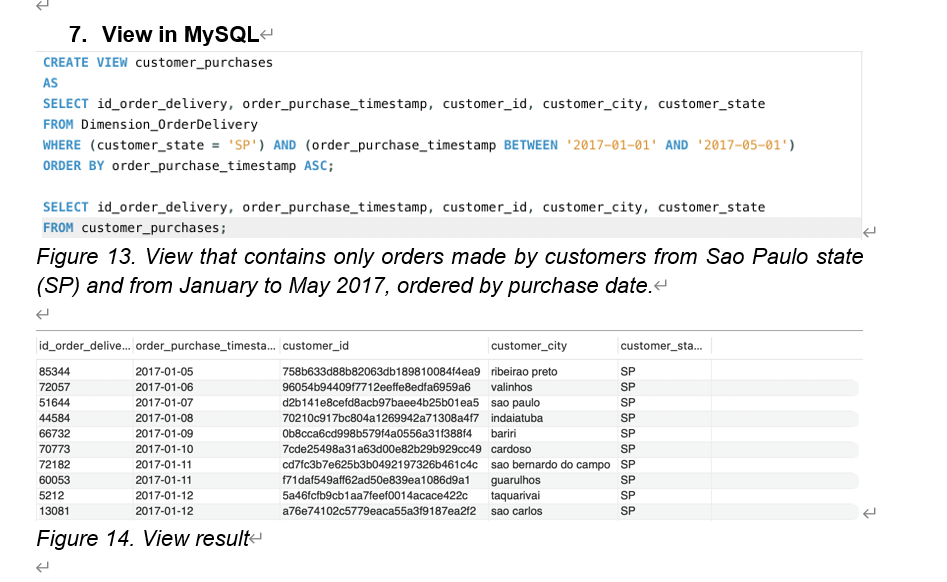 7. View in MySQL
CREATE VIEW customer_purchases
AS
SELECT id_order_delivery, order_purchase_timestamp, customer_id, customer_city, customer_state
FROM Dimension_OrderDelivery
WHERE (customer_state = 'SP') AND (order_purchase_timestamp BETWEEN '2017-01-01' AND '2017-05-01')
ORDER BY order_purchase_timestamp ASC;
SELECT id_order_delivery, order_purchase_timestamp, customer_id, customer_city, customer_state
FROM customer_purchases;
Figure 13. View that contains only orders made by customers from Sao Paulo state
(SP) and from January to May 2017, ordered by purchase date.
id_order_delive... order_purchase_timesta... customer_id customer_city customer_sta...
85344 2017-01-05 758b633d88b82063db189810084f4ea9 ribeirao preto SP
72057 2017-01-06 96054b94409f7712eeffe8edfa6959a6 valinhos SP
51644 2017-01-07 d2b141e8cefd8acb97baee4b25b01ea5 sao paulo SP
44584 2017-01-08 70210c917bc804a1269942a71308a4f7 indaiatuba SP
66732 2017-01-09 0b8cca6cd998b579f4a0556a31f388f4 bariri SP
70773 2017-01-10 7cde25498a31a63d00e82b29b929cc49 cardoso SP
72182 2017-01-11 cd7fc3b7e625b3b0492197326b461c4c sao bernardo do campo SP
60053 2017-01-11 f71daf549aff62ad50e839ea1086d9a1 guarulhos SP
5212 2017-01-12 5a46fcfb9cb1aa7feef0014acace422c taquarivai SP
13081 2017-01-12 a76e74102c5779eaca55a3f9187ea2f2 sao carlos SP
Figure 14. View result